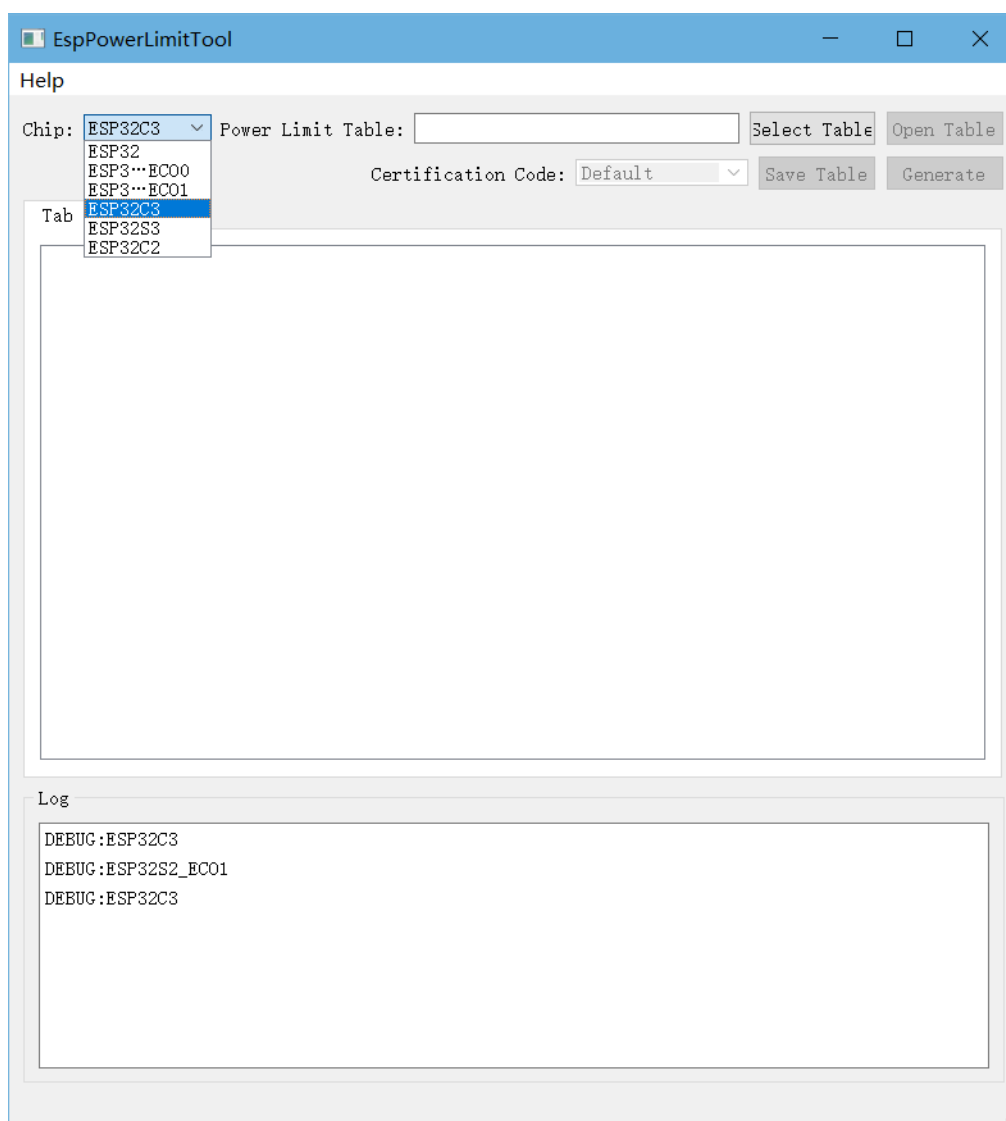 EspPowerLimitTool
Help
Chip: ESP32C3 Power Limit Table: Select Table Open Table
ESP32
ESP3…ECO0
ESP3…ECO1
ESP32C3
ESP32S3
ESP32C2
Certification Code: Default Save Table Generate
Tab
Log
DEBUG:ESP32C3
DEBUG:ESP32S2_ECO1
DEBUG:ESP32C3